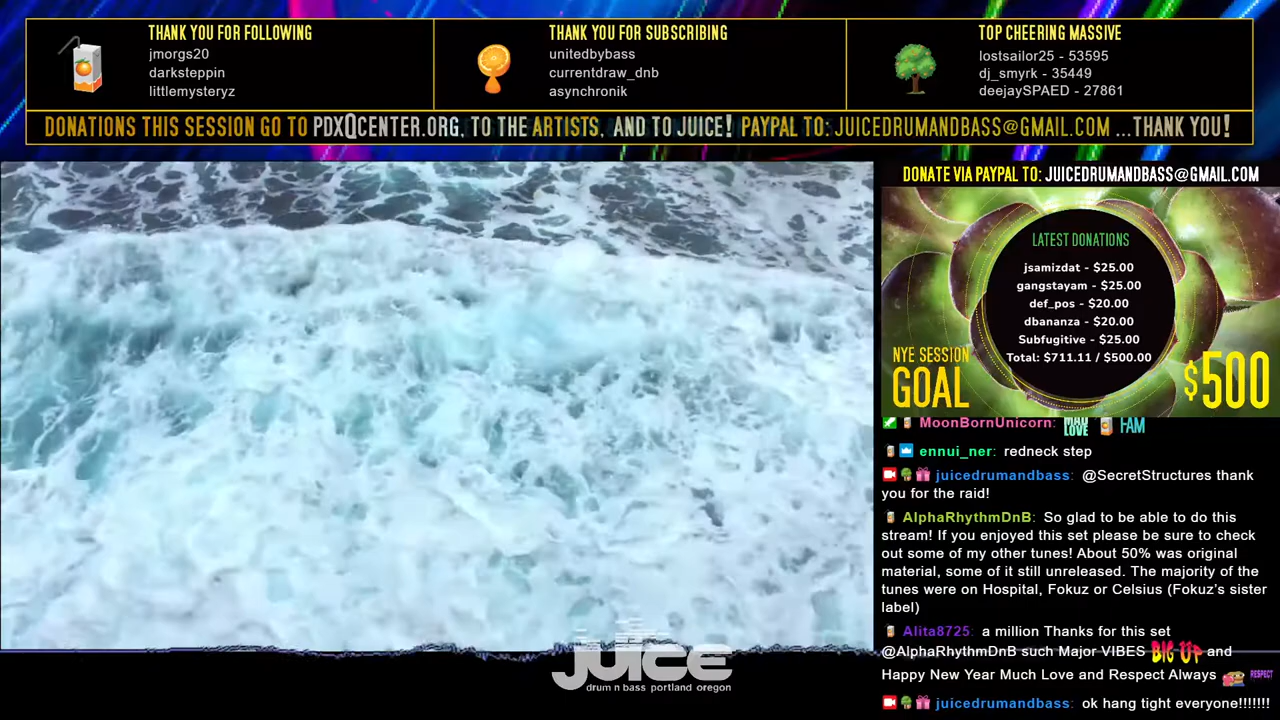 THANK YOU FOR FOLLOWING
jmorgs20
darksteppin
littlemysteryz
THANK YOU FOR SUBSCRIBING
unitedbybass
currentdraw_dnb
asynchronik
TOP CHEERING MASSIVE
lostsailor25 - 53595
dj_smyrk - 35449
deejaySPAED - 27861
DONATIONS THIS SESSION GO TO PDXQCENTER.ORG, TO THE ARTISTS, AND TO JUICE! PAYPAL TO: JUICEDRUMANDBASS@GMAIL.COM ...THANK YOU!
DONATE VIA PAYPAL TO: JUICEDRUMANDBASS@GMAIL.COM
LATEST DONATIONS
jsamizdat - $25.00
gangstayam - $25.00
def_pos - $20.00
dbananza - $20.00
Subfugitive - $25.00
Total: $711.11 / $500.00
NYE SESSION
GOAL
$500
MoonBornUnicorn: MAD LOVE FAM
ennui_ner: redneck step
juicedrumandbass: @SecretStructures thank
you for the raid!
AlphaRhythmDnB: So glad to be able to do this
stream! If you enjoyed this set please be sure to check
out some of my other tunes! About 50% was original
material, some of it still unreleased. The majority of the
tunes were on Hospital, Fokuz or Celsius (Fokuz's sister
label)
Alita8725: a million Thanks for this set
@AlphaRhythmDnB such Major VIBES BIG UP and
Happy New Year Much Love and Respect Always RESPECT
juicedrumandbass: ok hang tight everyone!!!!!!!
JUICE
drum n bass portland oregon